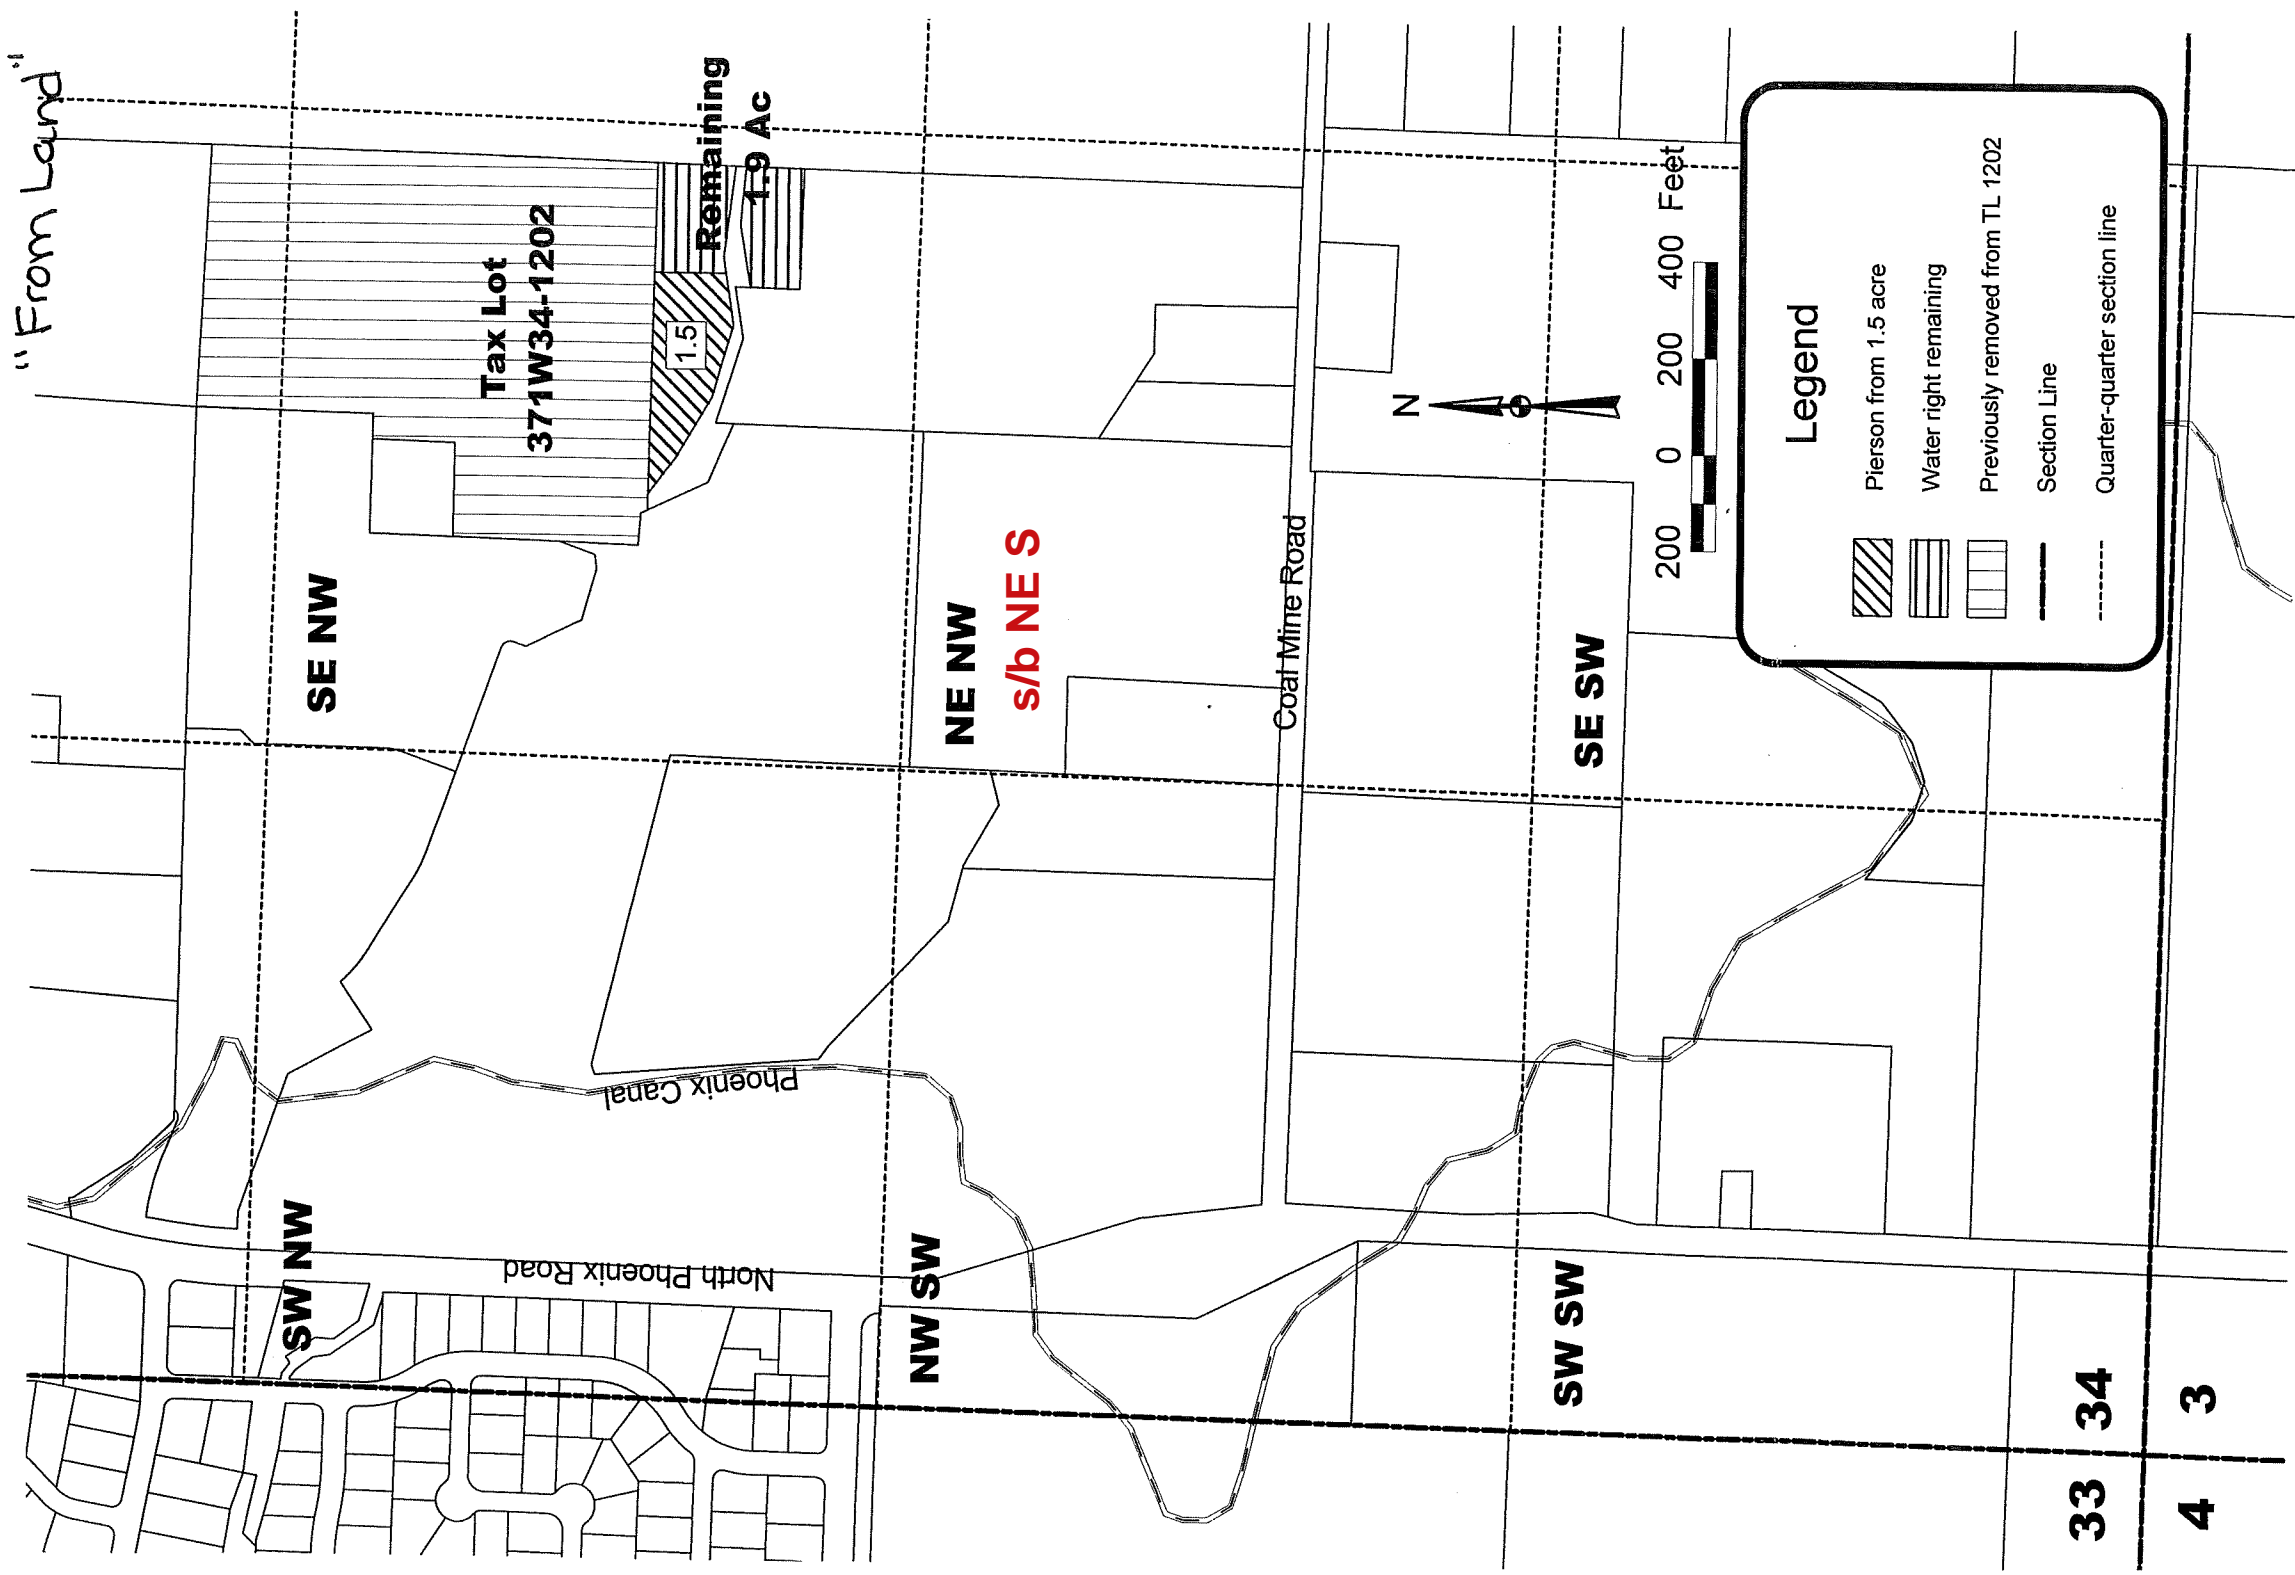 "From Land"
SE NW
Tax Lot
371W34-1202
Remaining
1.9 Ac
1.5
SW NW
North Phoenix Road
Phoenix Canal
NE NW
s/b NE S
NW SW
Coal Mine Road
N
SE SW
SW SW
200 0 200 400 Feet
Legend
Pierson from 1.5 acre
Water right remaining
Previously removed from TL 1202
Section Line
Quarter-quarter section line
33 34
4 3